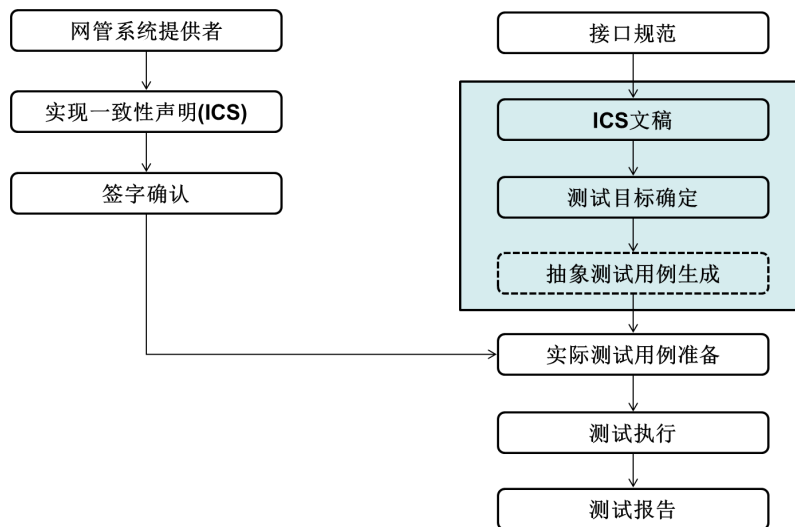 网管系统提供者
实现一致性声明(ICS)
签字确认
接口规范
ICS文稿
测试目标确定
抽象测试用例生成
实际测试用例准备
测试执行
测试报告